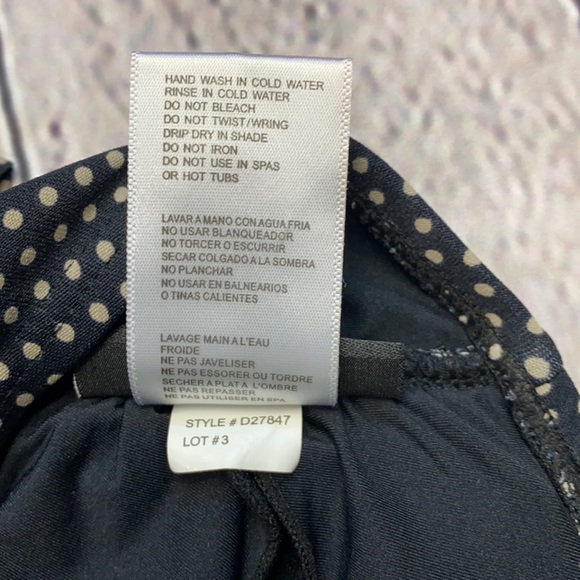 HAND WASH IN COLD WATER
RINSE IN COLD WATER
DO NOT BLEACH
DO NOT TWIST/WRING
DRIP DRY IN SHADE
DO NOT IRON
DO NOT USE IN SPAS
OR HOT TUBS
LAVAR A MANO CON AGUA FRIA
NO USAR BLANQUEADOR
NO TORCER O ESCURRIR
SECAR COLGADO A LA SOMBRA
NO PLANCHAR
NO USAR EN BALNEARIOS
O TINAS CALIENTES
LAVAGE MAIN A L'EAU
FROIDE
NE PAS JAVELISER
NE PAS ESSORER OU TORDRE
SECHER A PLAT A L'OMBRE
NE PAS REPASSER
NE PAS UTILISER EN SPA
STYLE # D27847
LOT #3